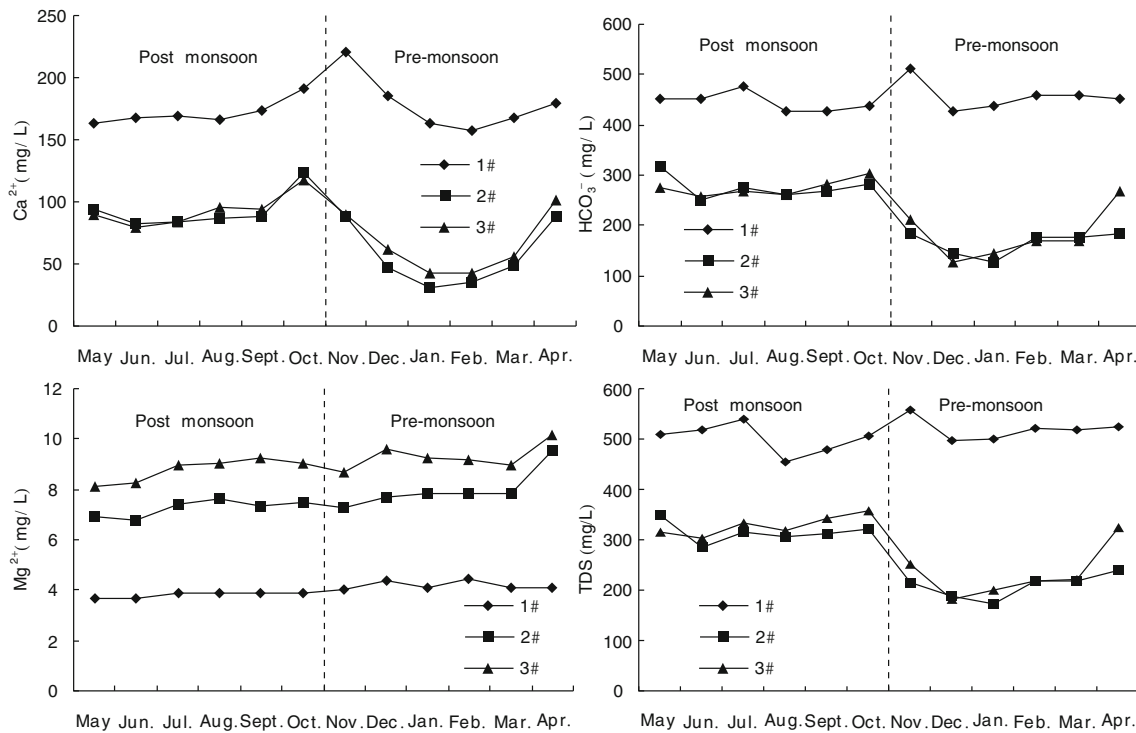 250
200
150
100
50
0
Ca²⁺( mg/ L)
Post monsoon
Pre-monsoon
1#
2#
3#
May Jun. Jul. Aug. Sept. Oct. Nov. Dec. Jan. Feb. Mar. Apr.
600
500
400
300
200
100
0
HCO₃⁻ ( mg/ L)
Post monsoon
Pre-monsoon
1#
2#
3#
May Jun. Jul. Aug. Sept. Oct. Nov. Dec. Jan. Feb. Mar. Apr.
12
10
8
6
4
2
0
Mg²⁺( mg/ L)
Post monsoon
Pre-monsoon
1#
2#
3#
May Jun. Jul. Aug. Sept. Oct. Nov. Dec. Jan. Feb. Mar. Apr.
600
500
400
300
200
100
0
TDS (mg/L)
Post monsoon
Pre-monsoon
1#
2#
3#
May Jun. Jul. Aug. Sept. Oct. Nov. Dec. Jan. Feb. Mar. Apr.